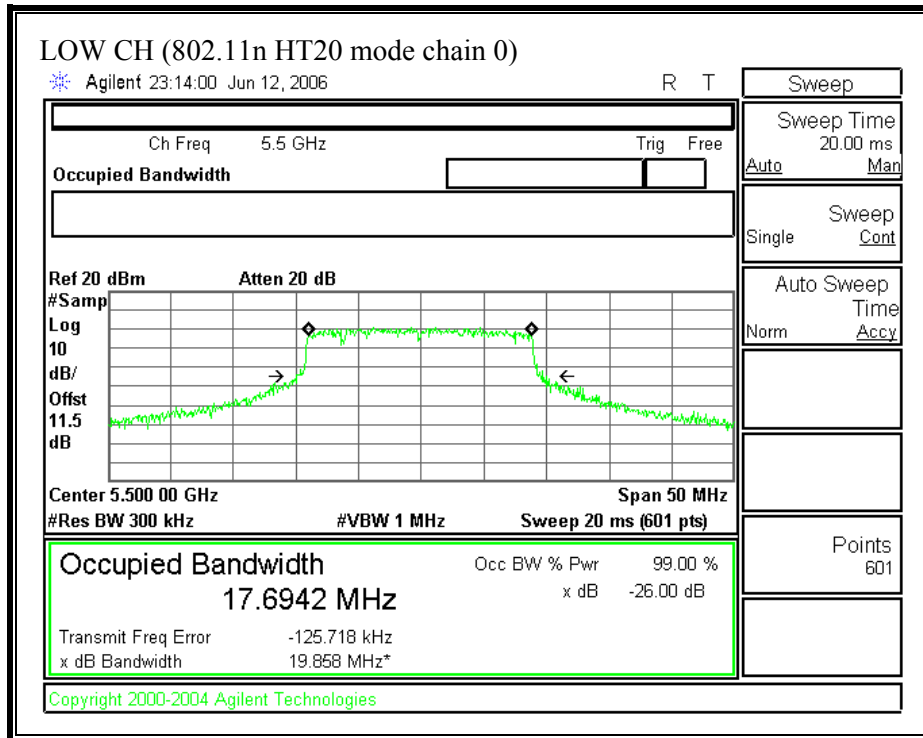 LOW CH (802.11n HT20 mode chain 0)
Agilent 23:14:00 Jun 12, 2006
R T
Ch Freq 5.5 GHz
Trig Free
Occupied Bandwidth
Ref 20 dBm
Atten 20 dB
#Samp
Log
10
dB/
Offst
11.5
dB
Center 5.500 00 GHz
Span 50 MHz
#Res BW 300 kHz
#VBW 1 MHz
Sweep 20 ms (601 pts)
Occupied Bandwidth
17.6942 MHz
Occ BW % Pwr 99.00 %
x dB -26.00 dB
Transmit Freq Error -125.718 kHz
x dB Bandwidth 19.858 MHz*
Copyright 2000-2004 Agilent Technologies
Sweep
Sweep Time
20.00 ms
Auto Man
Sweep
Single Cont
Auto Sweep
Time
Norm Accy
Points
601